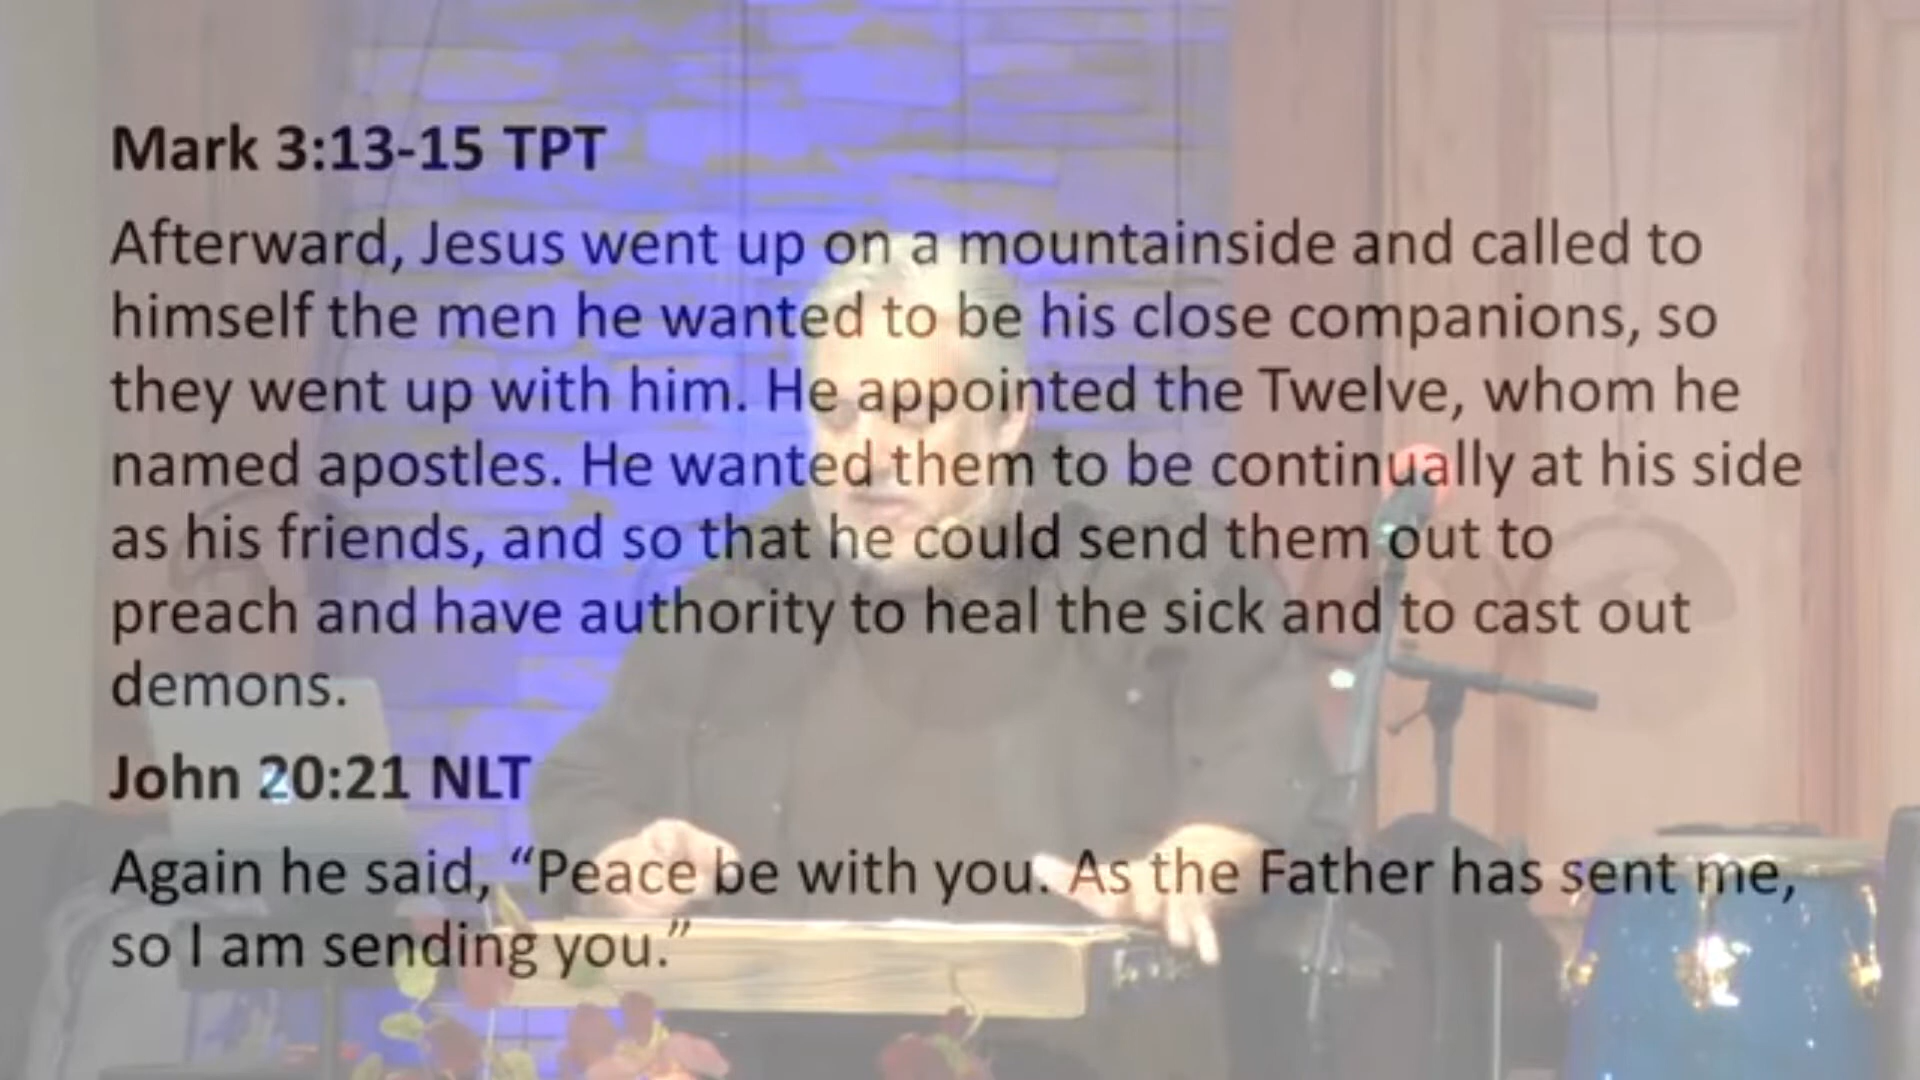 Mark 3:13-15 TPT
Afterward, Jesus went up on a mountainside and called to
himself the men he wanted to be his close companions, so
they went up with him. He appointed the Twelve, whom he
named apostles. He wanted them to be continually at his side
as his friends, and so that he could send them out to
preach and have authority to heal the sick and to cast out
demons.
John 20:21 NLT
Again he said, “Peace be with you. As the Father has sent me,
so I am sending you.”